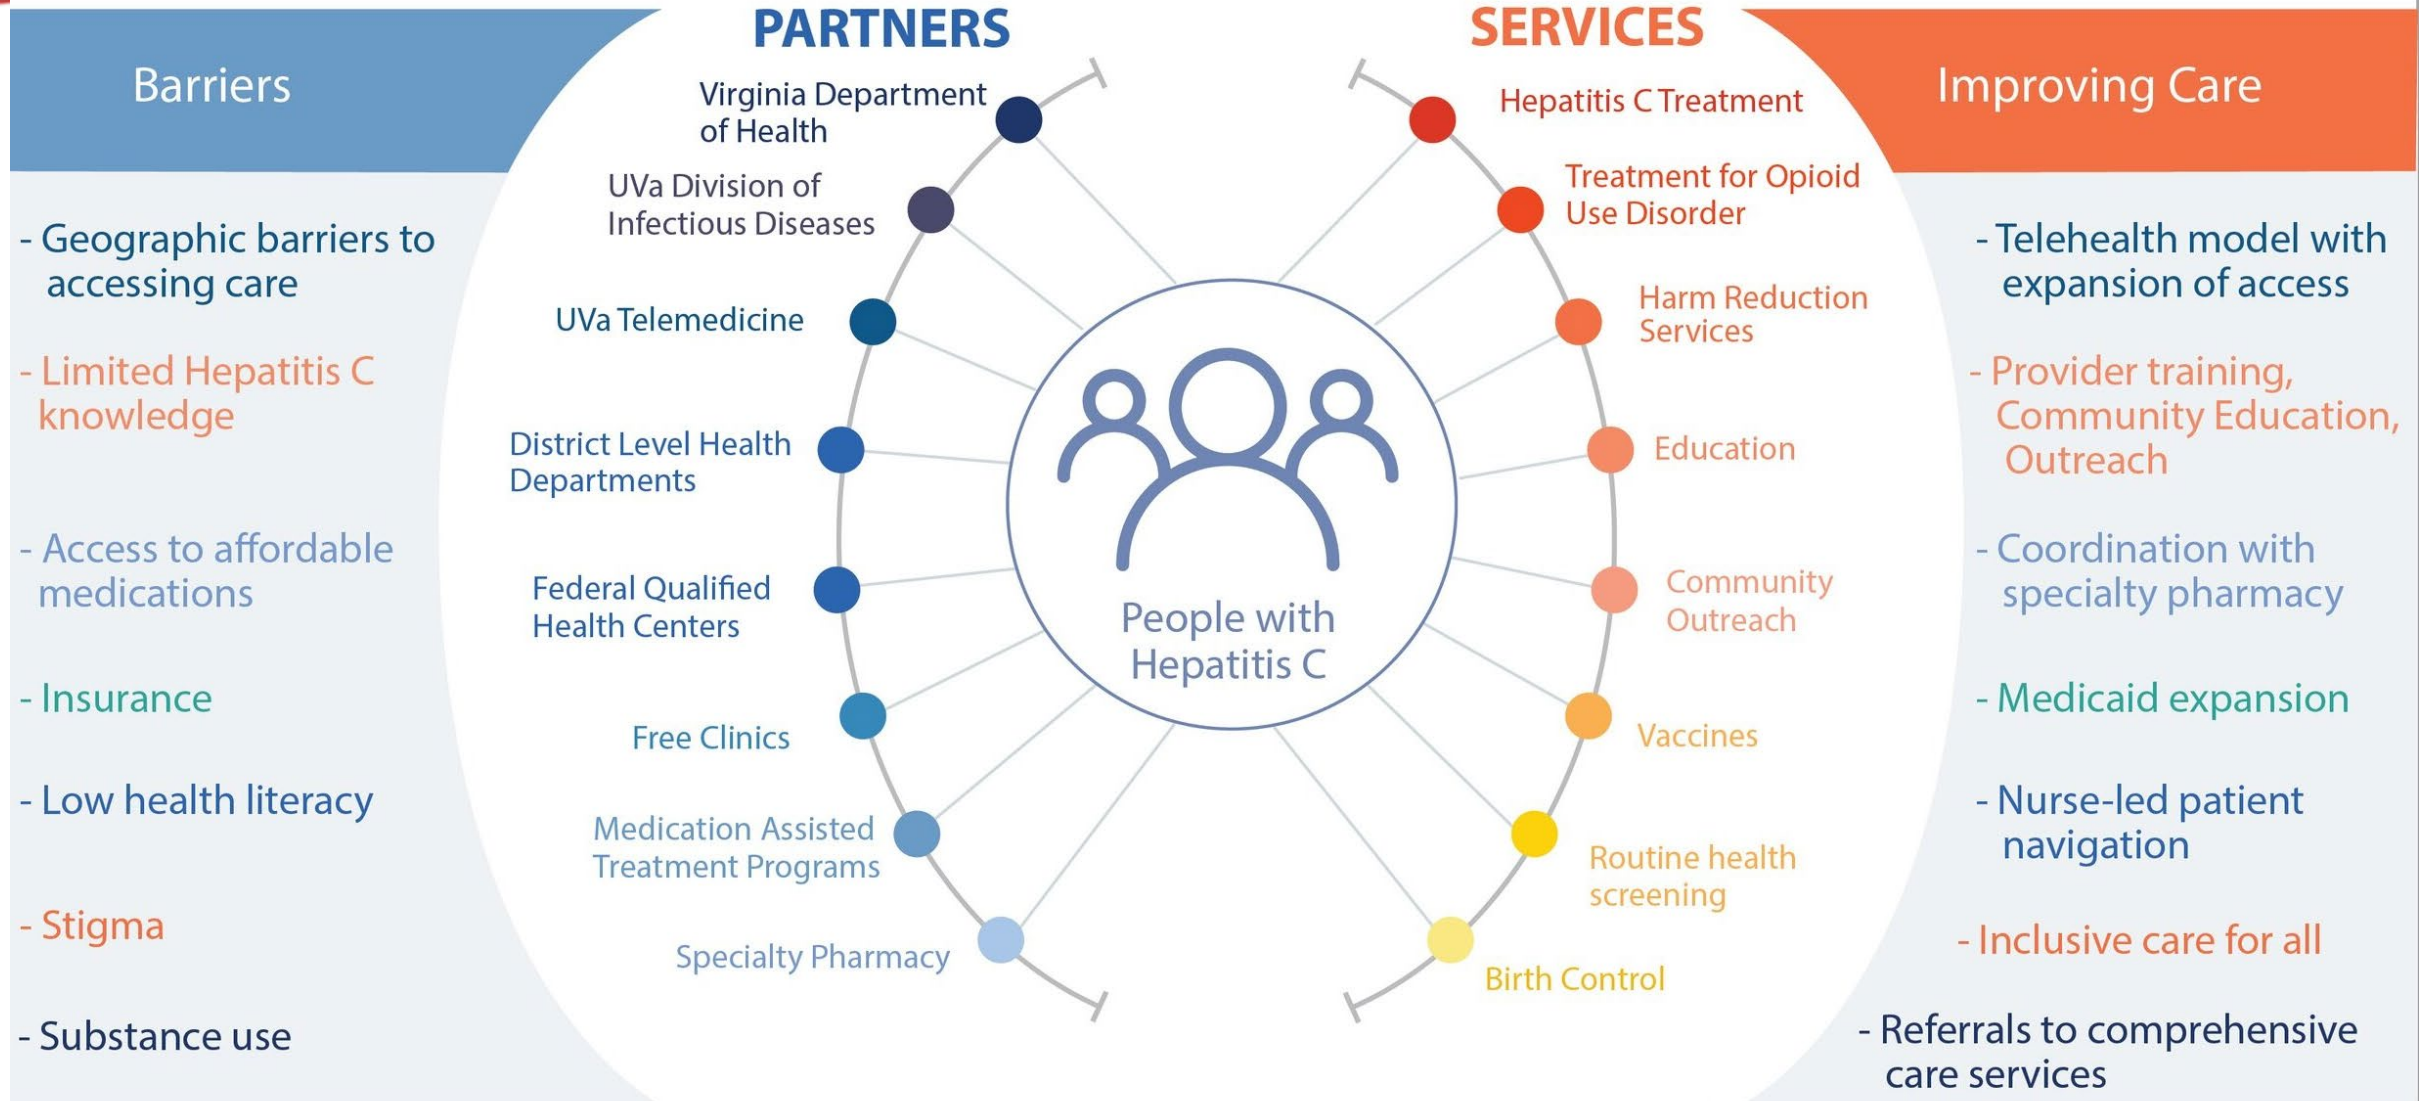 Barriers
- Geographic barriers to
accessing care
- Limited Hepatitis C
knowledge
- Access to affordable
medications
- Insurance
- Low health literacy
- Stigma
- Substance use
PARTNERS
Virginia Department
of Health
UVa Division of
Infectious Diseases
UVa Telemedicine
District Level Health
Departments
Federal Qualified
Health Centers
Free Clinics
Medication Assisted
Treatment Programs
Specialty Pharmacy
People with
Hepatitis C
SERVICES
Hepatitis C Treatment
Treatment for Opioid
Use Disorder
Harm Reduction
Services
Education
Community
Outreach
Vaccines
Routine health
screening
Birth Control
Improving Care
- Telehealth model with
expansion of access
- Provider training,
Community Education,
Outreach
- Coordination with
specialty pharmacy
- Medicaid expansion
- Nurse-led patient
navigation
- Inclusive care for all
- Referrals to comprehensive
care services